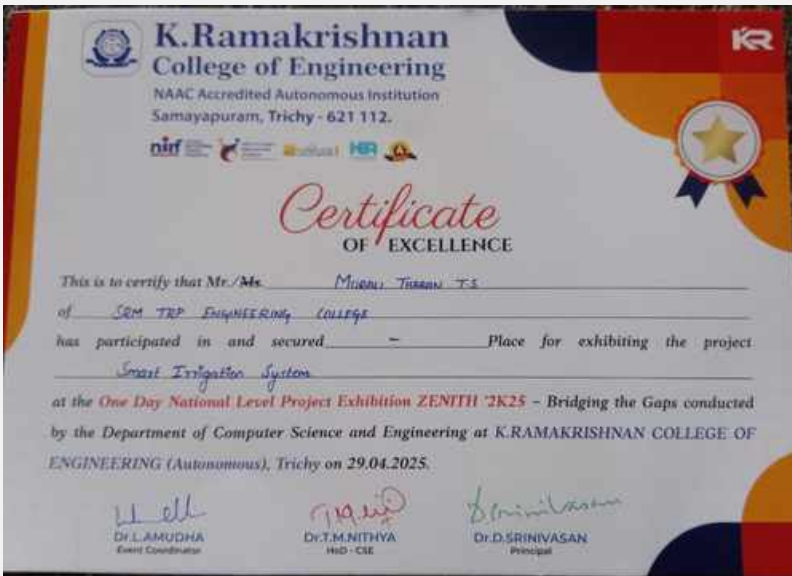 K.Ramakrishnan
College of Engineering
NAAC Accredited Autonomous Institution
Samayapuram, Trichy - 621 112.
KR
nirf
Certificate
OF EXCELLENCE
This is to certify that Mr./Ms. Murali Tharan T.S
of SRM TRP ENGINEERING COLLEGE
has participated in and secured - Place for exhibiting the project
Smart Irrigation System
at the One Day National Level Project Exhibition ZENITH '2K25 - Bridging the Gaps conducted
by the Department of Computer Science and Engineering at K.RAMAKRISHNAN COLLEGE OF
ENGINEERING (Autonomous), Trichy on 29.04.2025.
D.Srinivasan
Dr.L.AMUDHA
Event Coordinator
Dr.T.M.NITHYA
HoD - CSE
Dr.D.SRINIVASAN
Principal